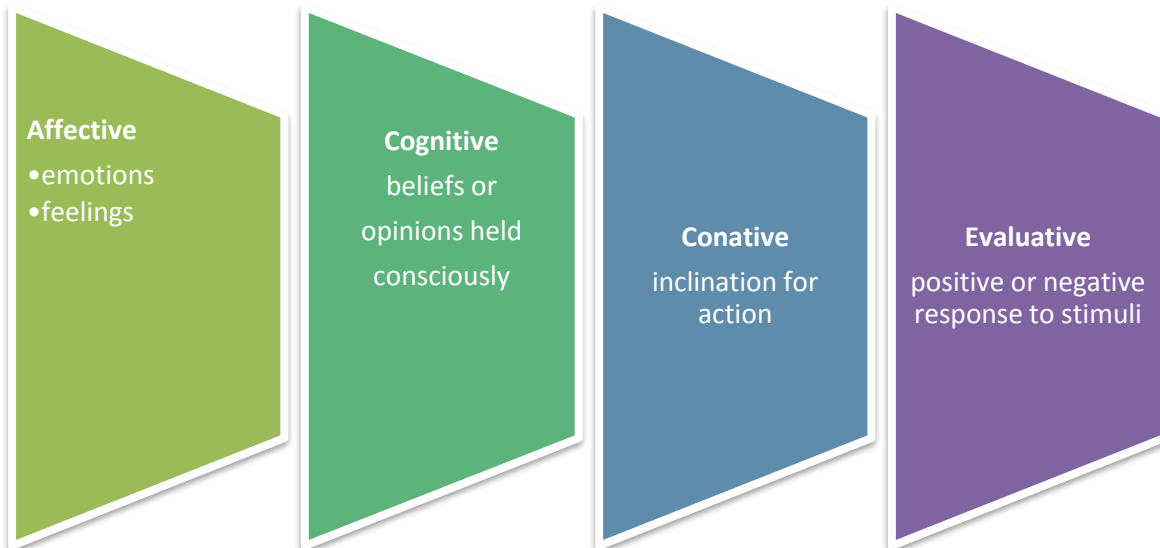 Affective
•emotions
•feelings
Cognitive
beliefs or
opinions held
consciously
Conative
inclination for
action
Evaluative
positive or negative
response to stimuli